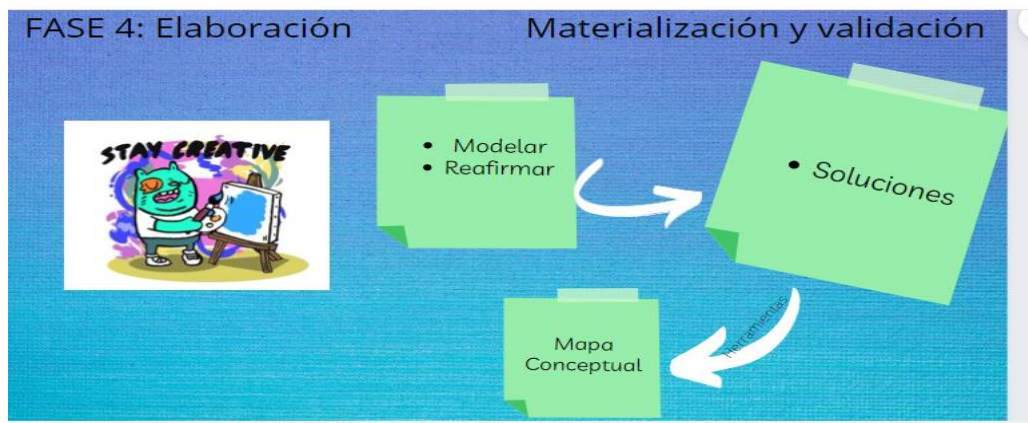 FASE 4: Elaboración
Materialización y validación
STAY CREATIVE
• Modelar
• Reafirmar
• Soluciones
Herramientas
Mapa
Conceptual